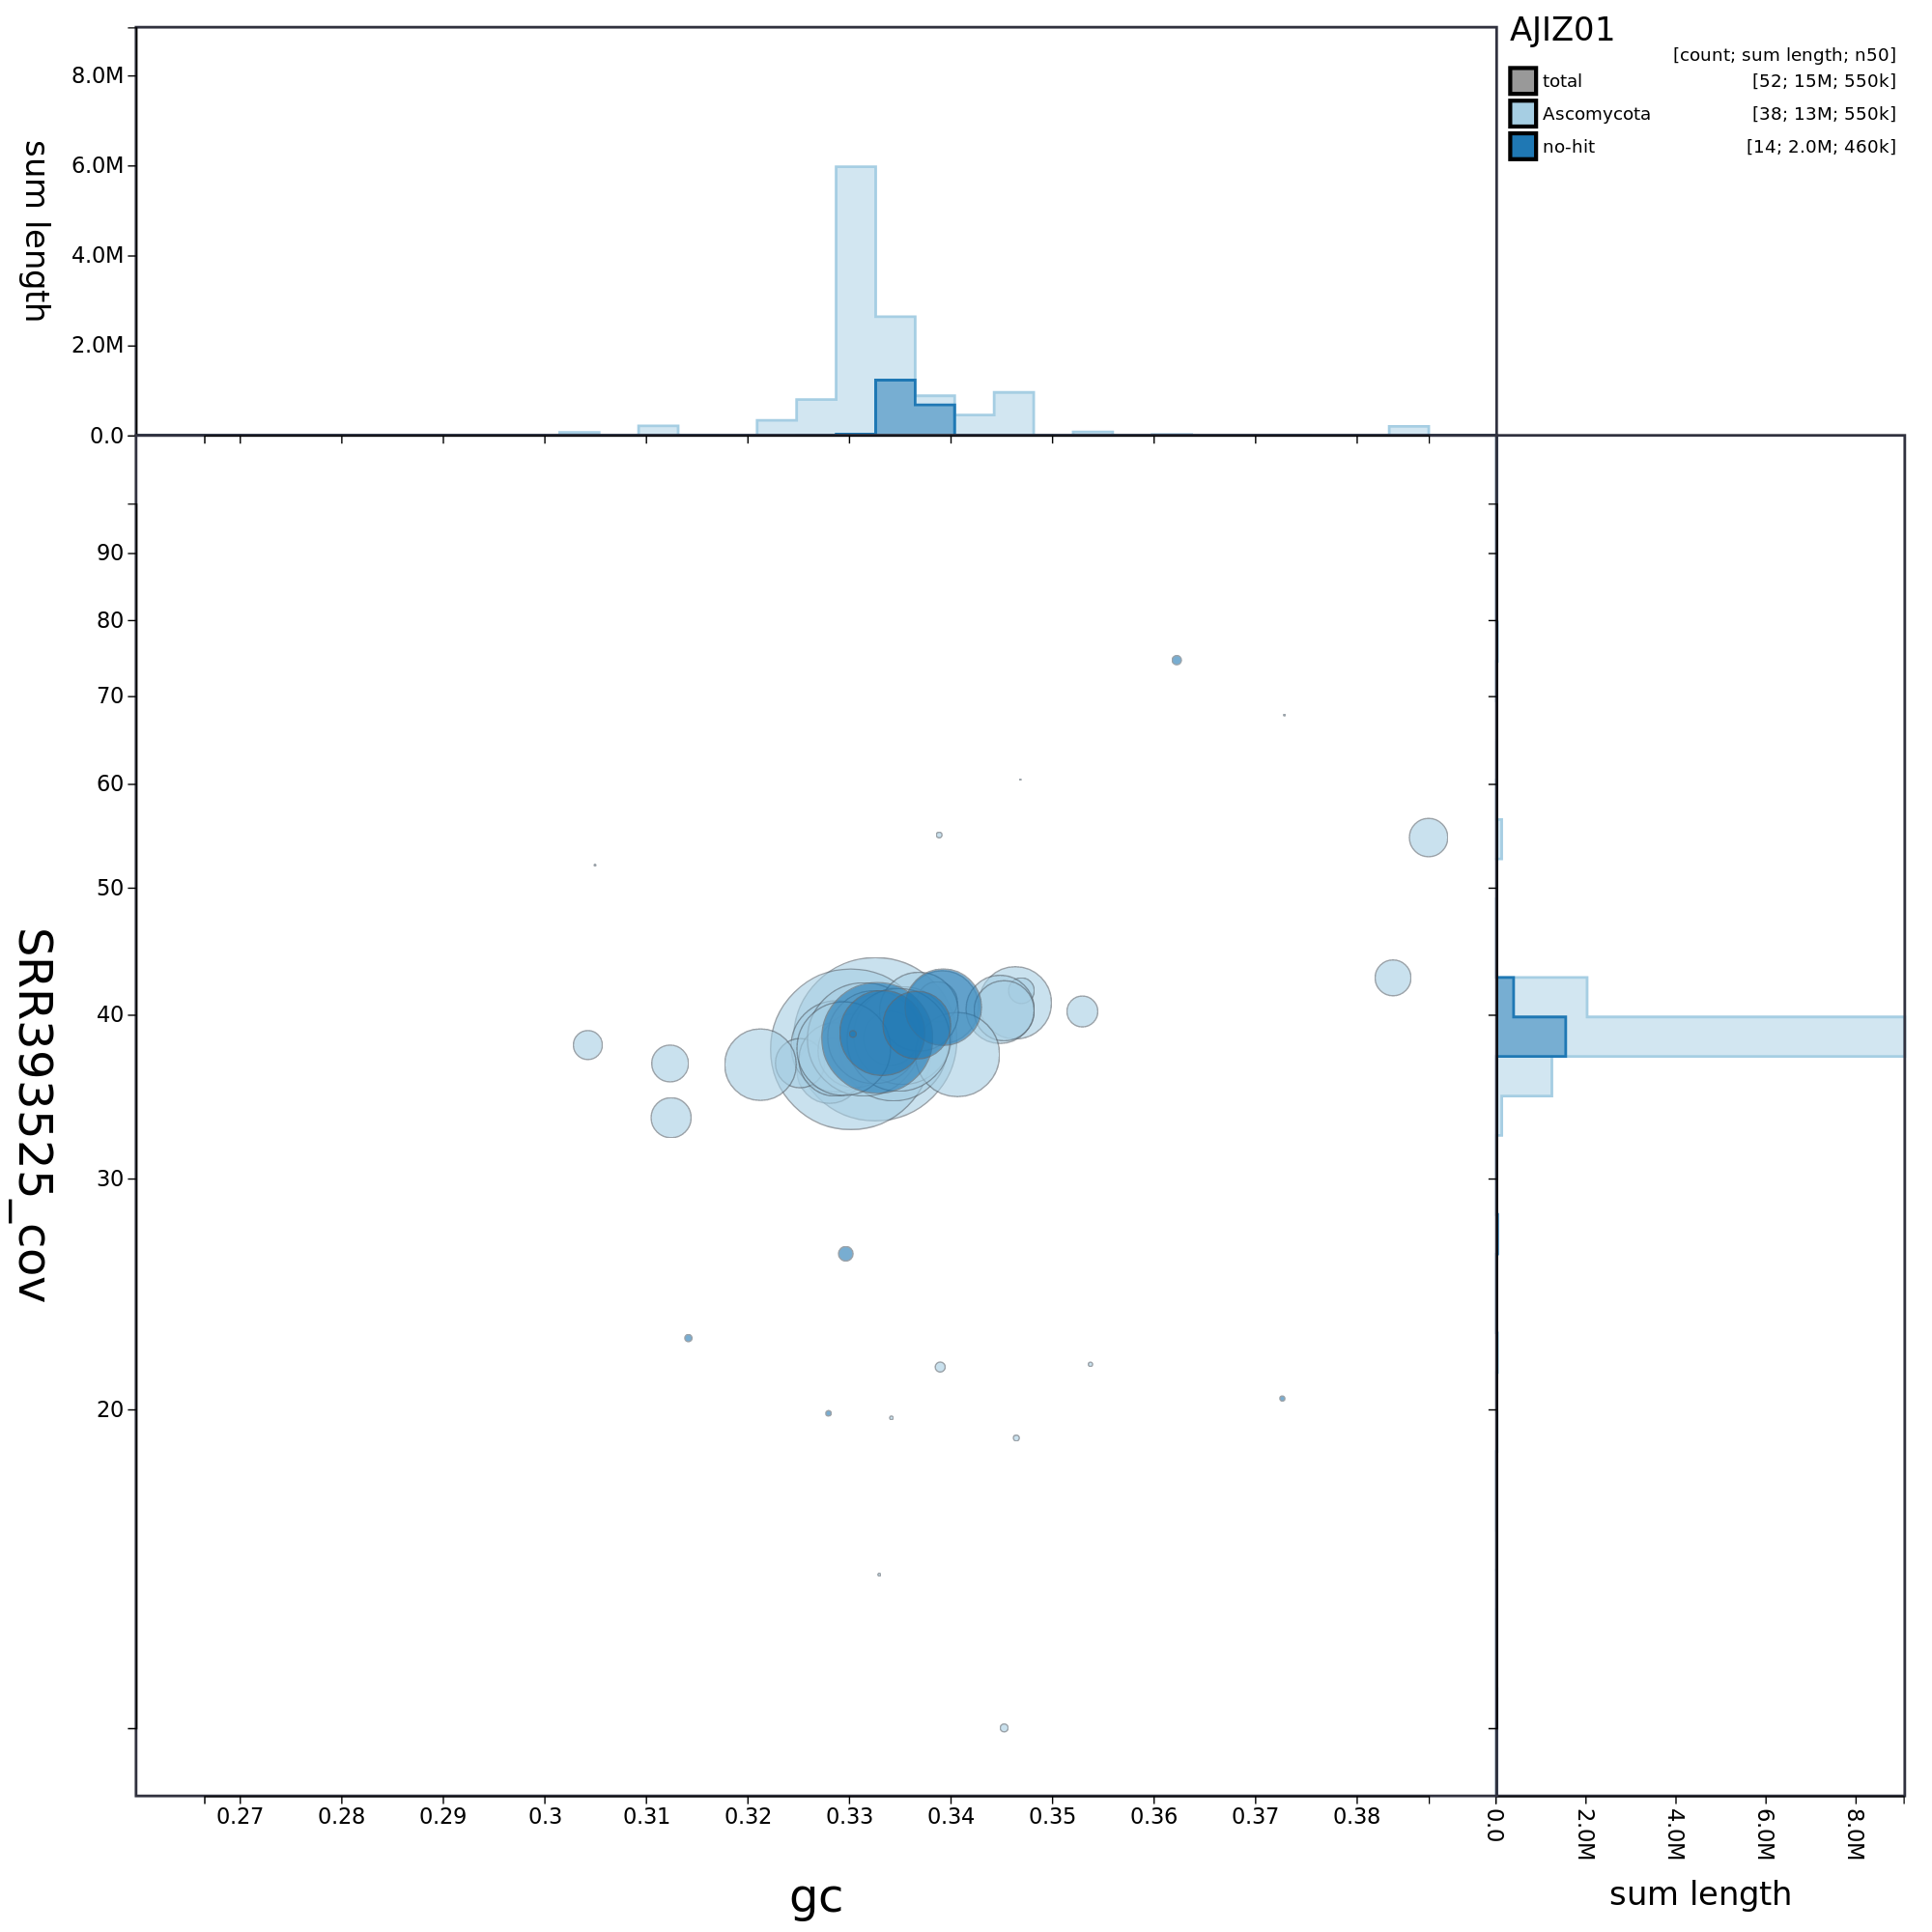 AJIZ01
[count; sum length; n50]
total [52; 15M; 550k]
Ascomycota [38; 13M; 550k]
no-hit [14; 2.0M; 460k]
sum length
8.0M
6.0M
4.0M
2.0M
0.0
SRR393525_cov
90
80
70
60
50
40
30
20
0.27 0.28 0.29 0.3 0.31 0.32 0.33 0.34 0.35 0.36 0.37 0.38
gc
0.0 2.0M 4.0M 6.0M 8.0M
sum length